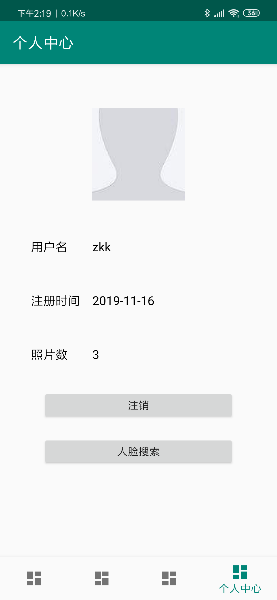 下午2:19 | 0.1K/s
36
个人中心
用户名 zkk
注册时间 2019-11-16
照片数 3
注销
人脸搜索
个人中心